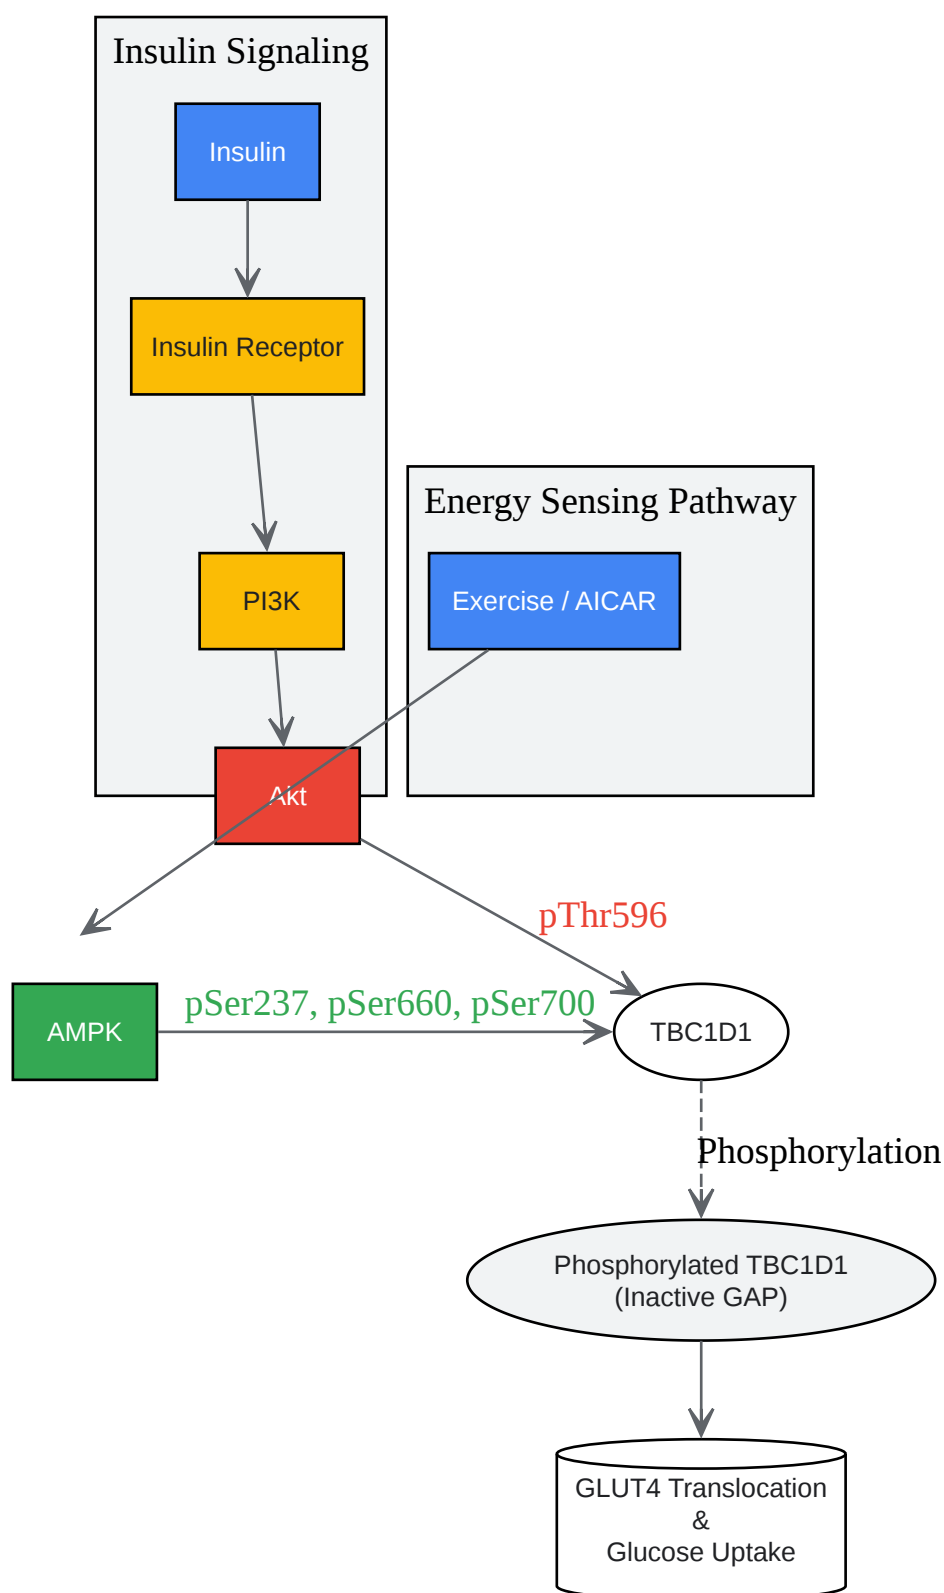 Insulin Signaling
Insulin
Insulin Receptor
Energy Sensing Pathway
PI3K
Exercise / AICAR
Akt
pThr596
pSer237, pSer660, pSer700
AMPK
TBC1D1
Phosphorylation
Phosphorylated TBC1D1
(Inactive GAP)
GLUT4 Translocation
&
Glucose Uptake